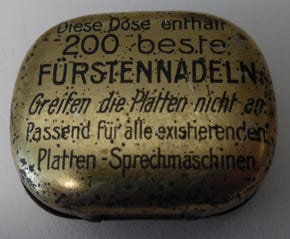 Diese Dose enthält
200 beste
FÜRSTENNADELN.
Greifen die Platten nicht an.
Passend für alle existierenden
Platten-Sprechmaschinen.